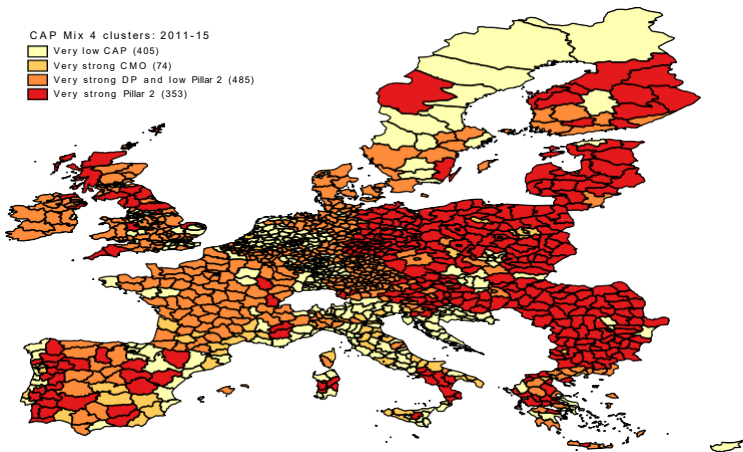 CAP Mix 4 clusters: 2011-15
Very low CAP (405)
Very strong CMO (74)
Very strong DP and low Pillar 2 (485)
Very strong Pillar 2 (353)